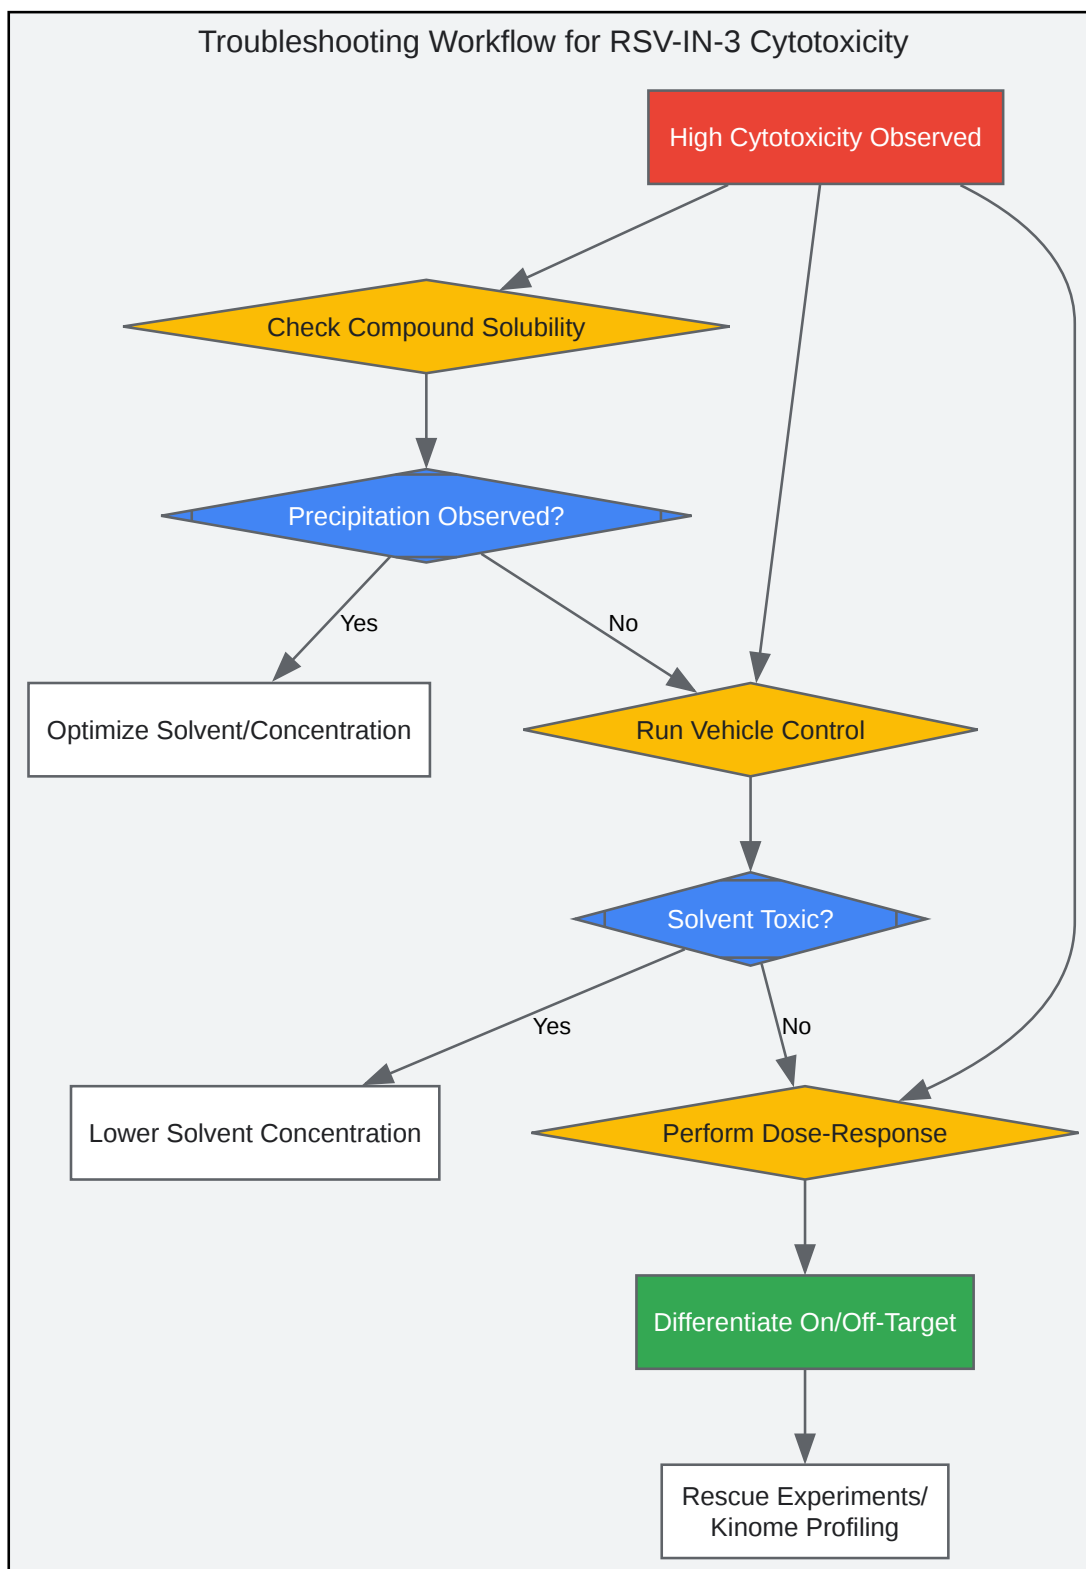 Troubleshooting Workflow for RSV-IN-3 Cytotoxicity
High Cytotoxicity Observed
Check Compound Solubility
Precipitation Observed?
Yes
No
Optimize Solvent/Concentration
Run Vehicle Control
Solvent Toxic?
Yes
No
Lower Solvent Concentration
Perform Dose-Response
Differentiate On/Off-Target
Rescue Experiments/
Kinome Profiling